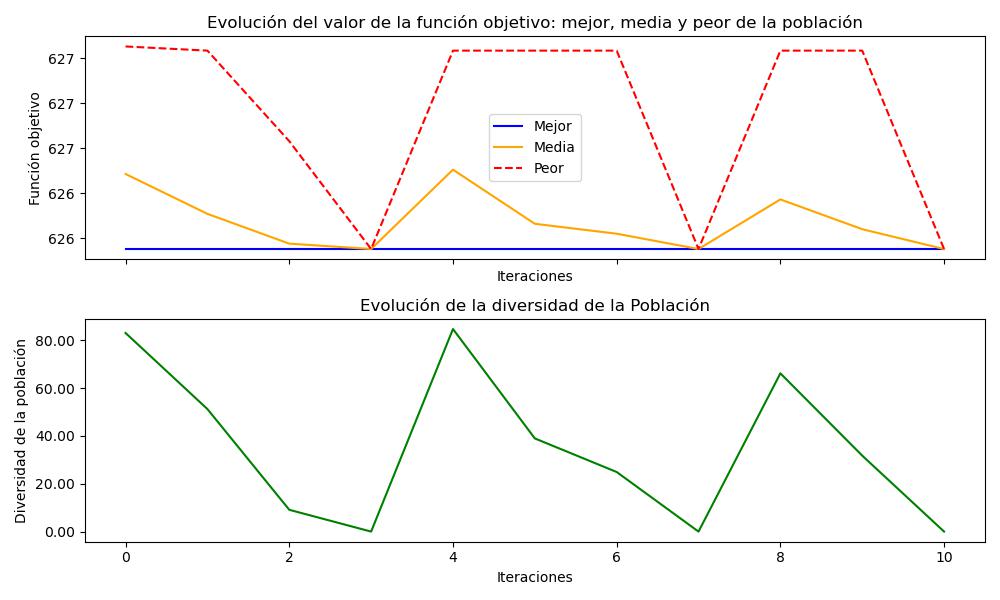 Evolución del valor de la función objetivo: mejor, media y peor de la población
Función objetivo
627
627
627
626
626
Mejor
Media
Peor
Iteraciones
Evolución de la diversidad de la Población
Diversidad de la población
80.00
60.00
40.00
20.00
0.00
0 2 4 6 8 10
Iteraciones